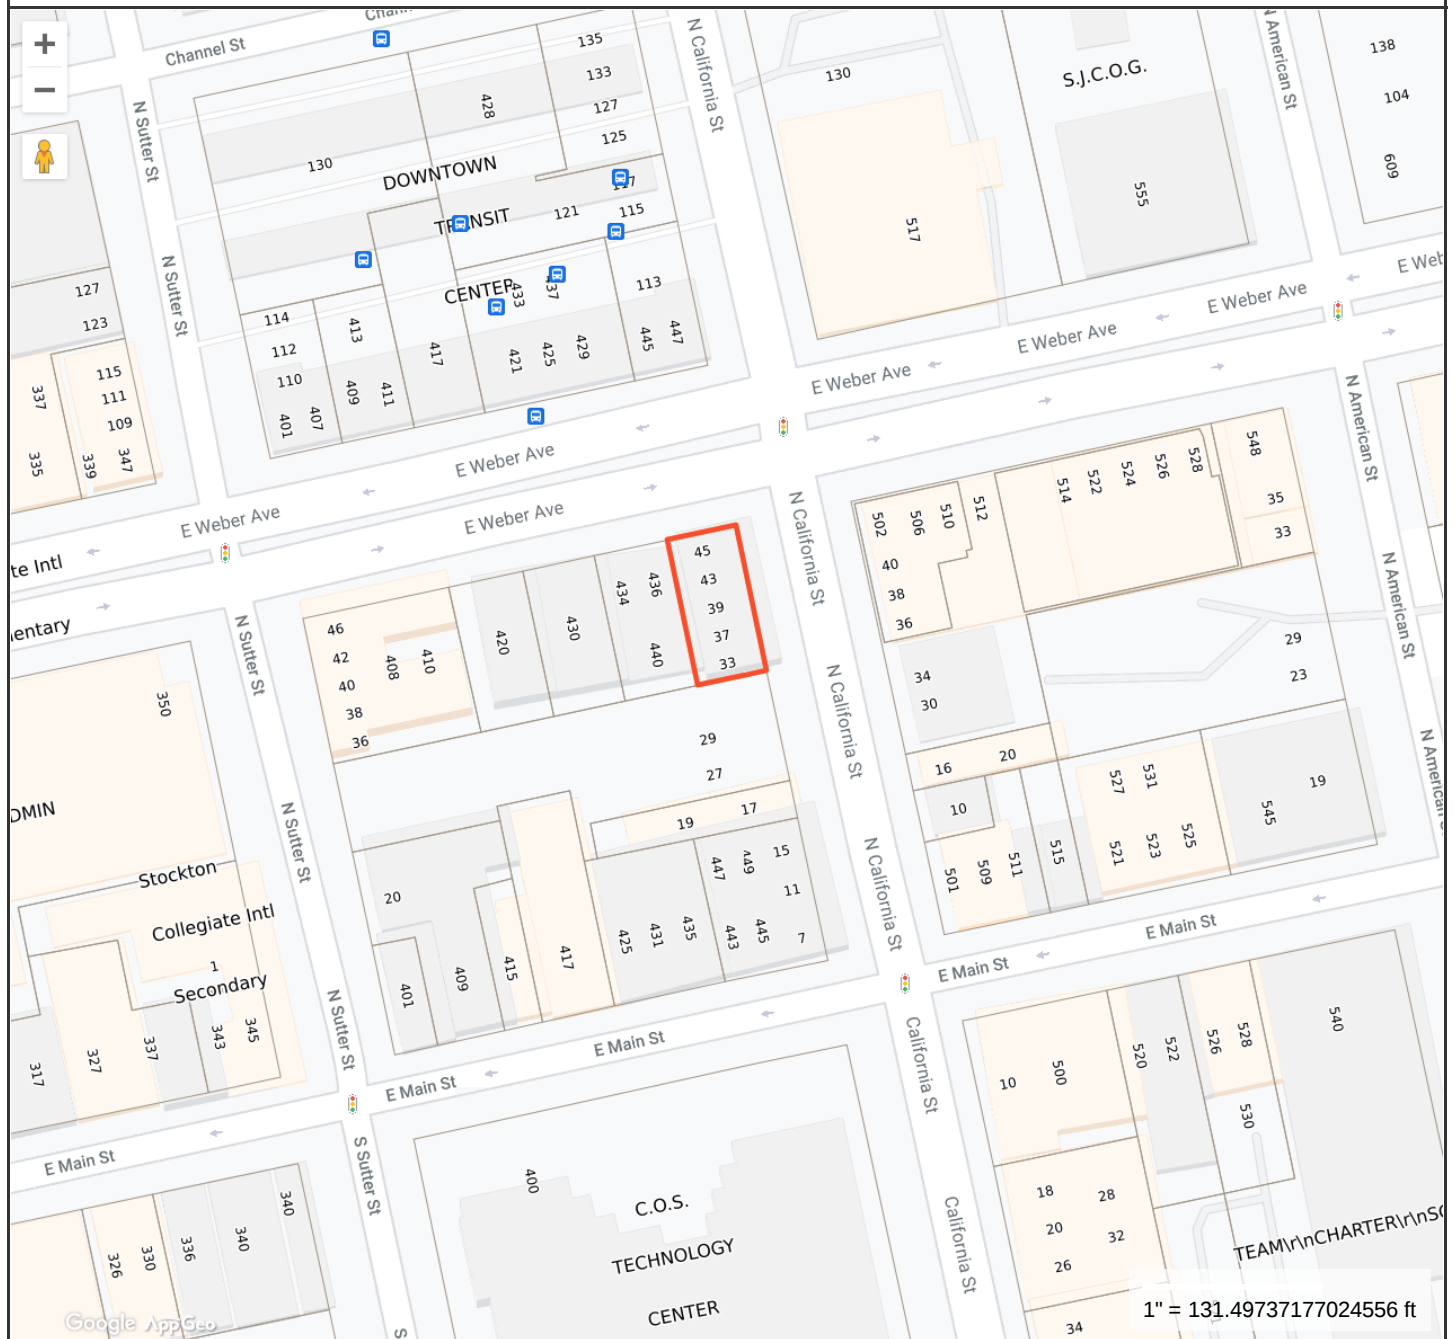 Channel St
N Sutter St
N Sutter St
N California St
N American St
135
133
428
127
125
130
DOWNTOWN
TRANSIT
CENTER
121
115
433
437
113
114
112
110
413
417
409
411
401
407
421
425
429
445
447
127
123
115
111
109
337
335
339
347
130
517
S.J.C.O.G.
555
138
104
609
E Weber Ave
E Weber Ave
E Weber Ave
E Weber Ave
E Weber Ave
E Weber Ave
E Web
te Intl
entary
N Sutter St
N California St
N American St
46
42
40
38
36
408
410
420
430
434
436
440
45
43
39
37
33
502
506
510
512
514
522
524
526
528
548
35
33
40
38
36
34
30
29
23
N American St
N California St
350
DMIN
N Sutter St
29
27
19
17
16
20
10
527
531
19
545
N Americ
Stockton
Collegiate Intl
1
Secondary
20
401
409
415
417
425
431
435
447
449
15
11
443
445
7
N California St
501
509
511
515
521
523
525
E Main St
E Main St
E Main St
E Main St
E Main St
317
327
337
343
345
N Sutter St
S Sutter St
California St
California St
10
500
520
522
526
528
530
540
400
C.O.S.
TECHNOLOGY
CENTER
18
28
20
32
26
34
TEAM\r\nCHARTER\r\nSC
326
330
336
340
340
S
Google AppGeo
1" = 131.49737177024556 ft